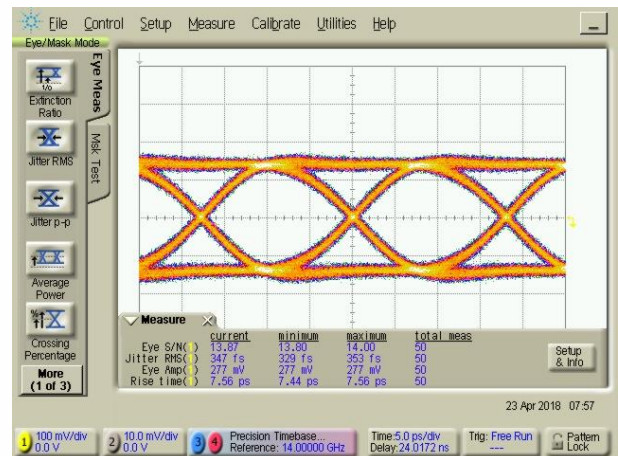 File Control Setup Measure Calibrate Utilities Help
Eye/Mask Mode
Eye Meas
Msk Test
Extinction
Ratio
Jitter RMS
Jitter p-p
Average
Power
Crossing
Percentage
More
(1 of 3)
Measure
current minimum maximum total meas
Eye S/N(1) 13.87 13.80 14.00 50
Jitter RMS(1) 347 fs 329 fs 353 fs 50
Eye Amp(1) 277 mV 277 mV 277 mV 50
Rise time(1) 7.56 ps 7.44 ps 7.56 ps 50
Setup
& Info
23 Apr 2018 07:57
1 100 mV/div
0.0 V
2 10.0 mV/div
0.0 V
3 4 Precision Timebase...
Reference: 14.00000 GHz
Time:5.0 ps/div
Delay:24.0172 ns
Trig: Free Run
---
Pattern
Lock